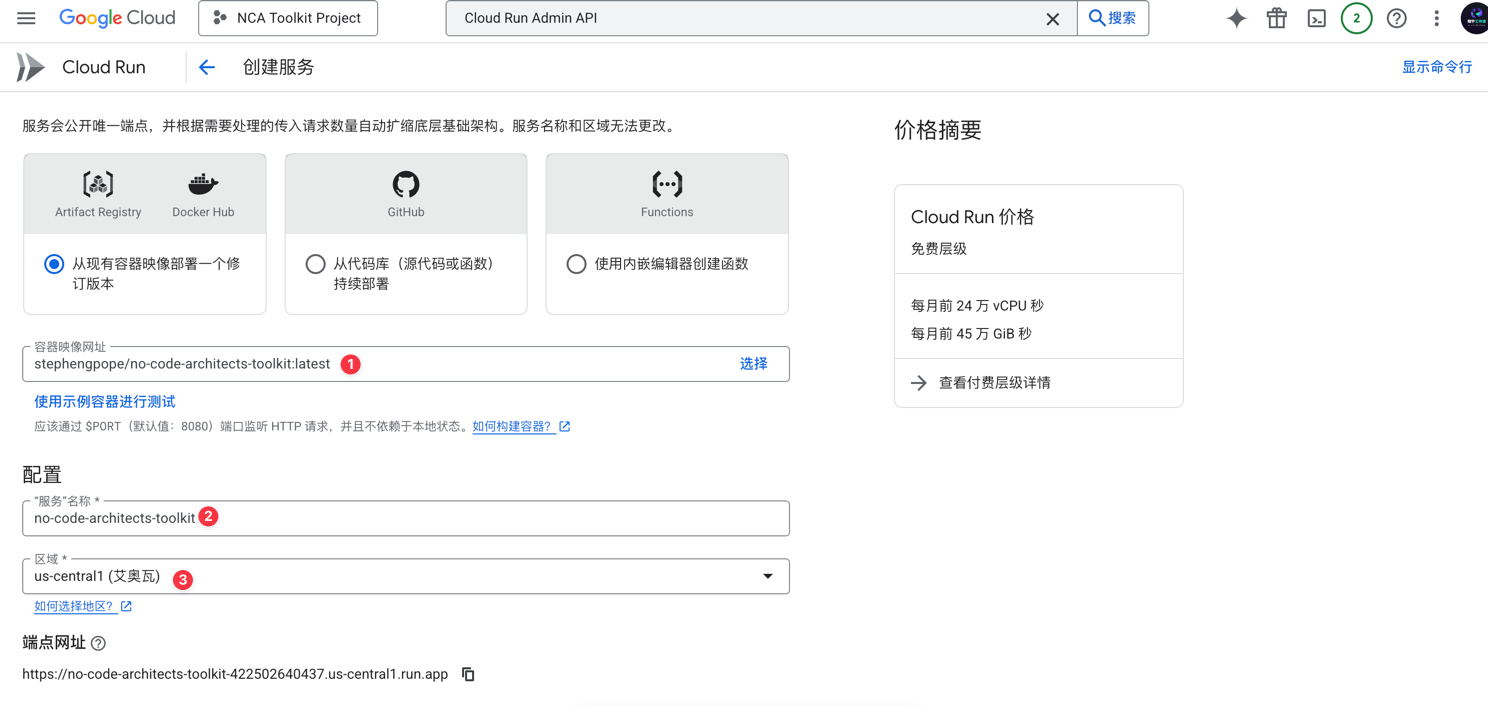 Google Cloud
NCA Toolkit Project
Cloud Run Admin API
搜索
2
Cloud Run
创建服务
显示命令行
服务会公开唯一端点，并根据需要处理的传入请求数量自动扩缩底层基础架构。服务名称和区域无法更改。
Artifact Registry
Docker Hub
从现有容器映像部署一个修
订版本
GitHub
从代码库（源代码或函数）
持续部署
Functions
使用内嵌编辑器创建函数
容器映像网址
stephengpope/no-code-architects-toolkit:latest
1
选择
使用示例容器进行测试
应该通过 $PORT（默认值：8080）端口监听 HTTP 请求，并且不依赖于本地状态。如何构建容器？
配置
“服务”名称 *
no-code-architects-toolkit
2
区域 *
us-central1 (艾奥瓦)
3
如何选择地区？
端点网址
https://no-code-architects-toolkit-422502640437.us-central1.run.app
价格摘要
Cloud Run 价格
免费层级
每月前 24 万 vCPU 秒
每月前 45 万 GiB 秒
查看付费层级详情